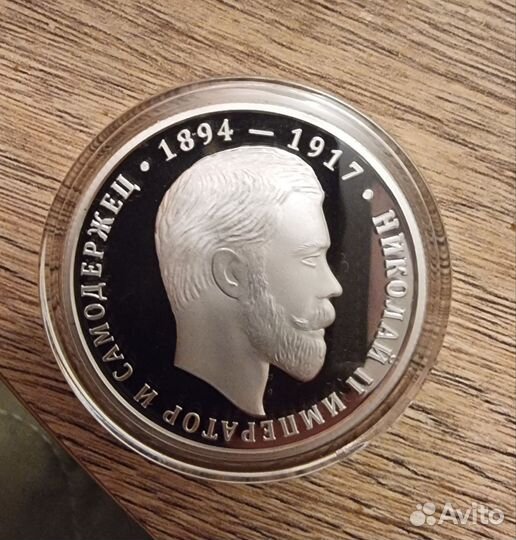 · 1894 — 1917 ·
НИКОЛАЙ II ИМПЕРАТОР И САМОДЕРЖЕЦ
Avito